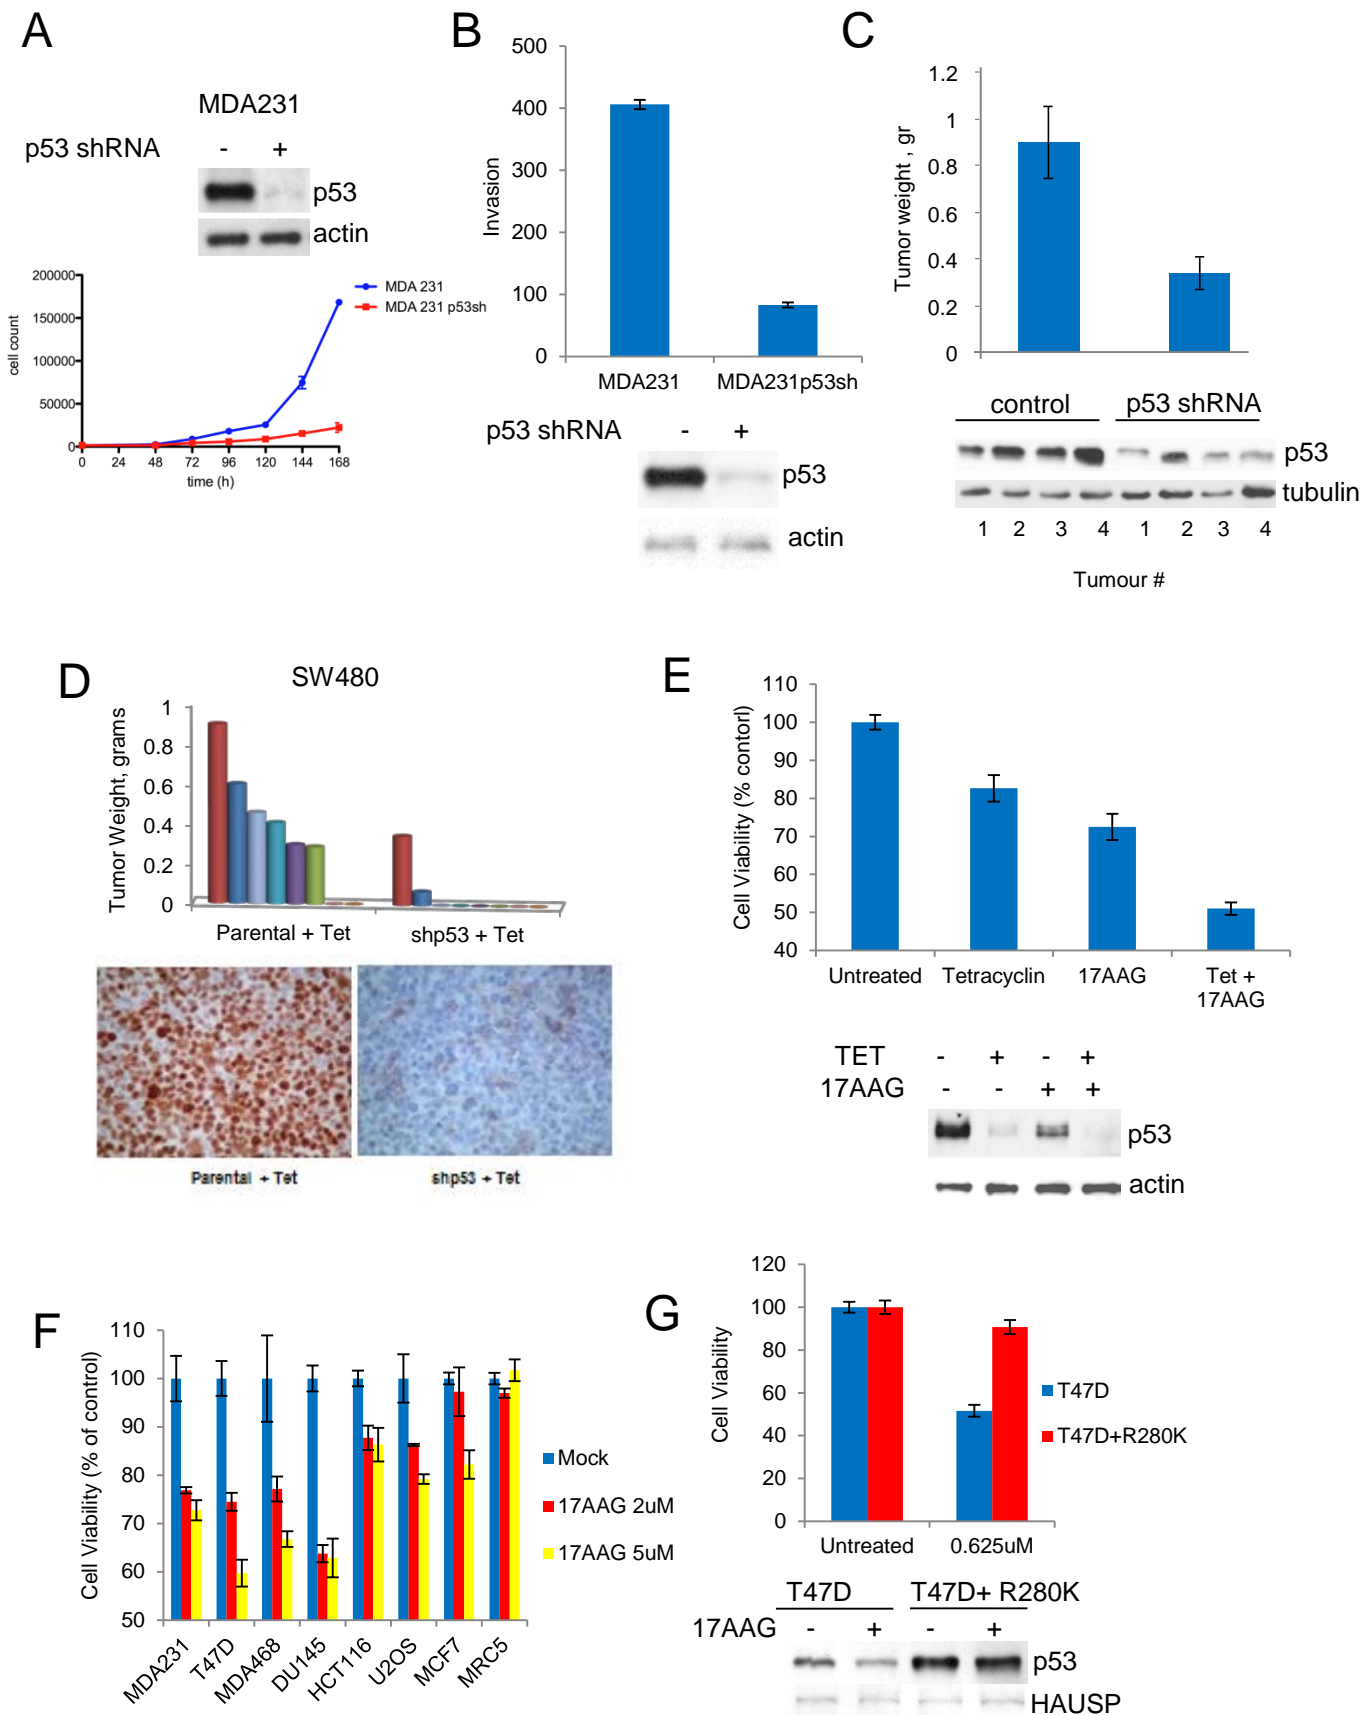 A
MDA231
p53 shRNA - +
p53
actin
200000
150000
100000
50000
0
cell count
0 24 48 72 96 120 144 168
time (h)
MDA 231
MDA 231 p53sh
B
500
400
300
200
100
0
Invasion
MDA231 MDA231p53sh
p53 shRNA - +
p53
actin
C
1.2
1
0.8
0.6
0.4
0.2
0
Tumor weight , gr
control p53 shRNA
p53
tubulin
1 2 3 4 1 2 3 4
Tumour #
D
SW480
1
0.8
0.6
0.4
0.2
0
Tumor Weight, grams
Parental + Tet shp53 + Tet
Parental + Tet shp53 + Tet
E
110
100
90
80
70
60
50
40
Cell Viability (% contorl)
Untreated Tetracyclin 17AAG Tet +
17AAG
TET - + - +
17AAG - - + +
p53
actin
F
110
100
90
80
70
60
50
Cell Viability (% of control)
MDA231 T47D MDA468 DU145 HCT116 U2OS MCF7 MRC5
Mock
17AAG 2uM
17AAG 5uM
G
120
100
80
60
40
20
0
Cell Viability
Untreated 0.625uM
T47D
T47D+R280K
T47D T47D+ R280K
17AAG - + - +
p53
HAUSP